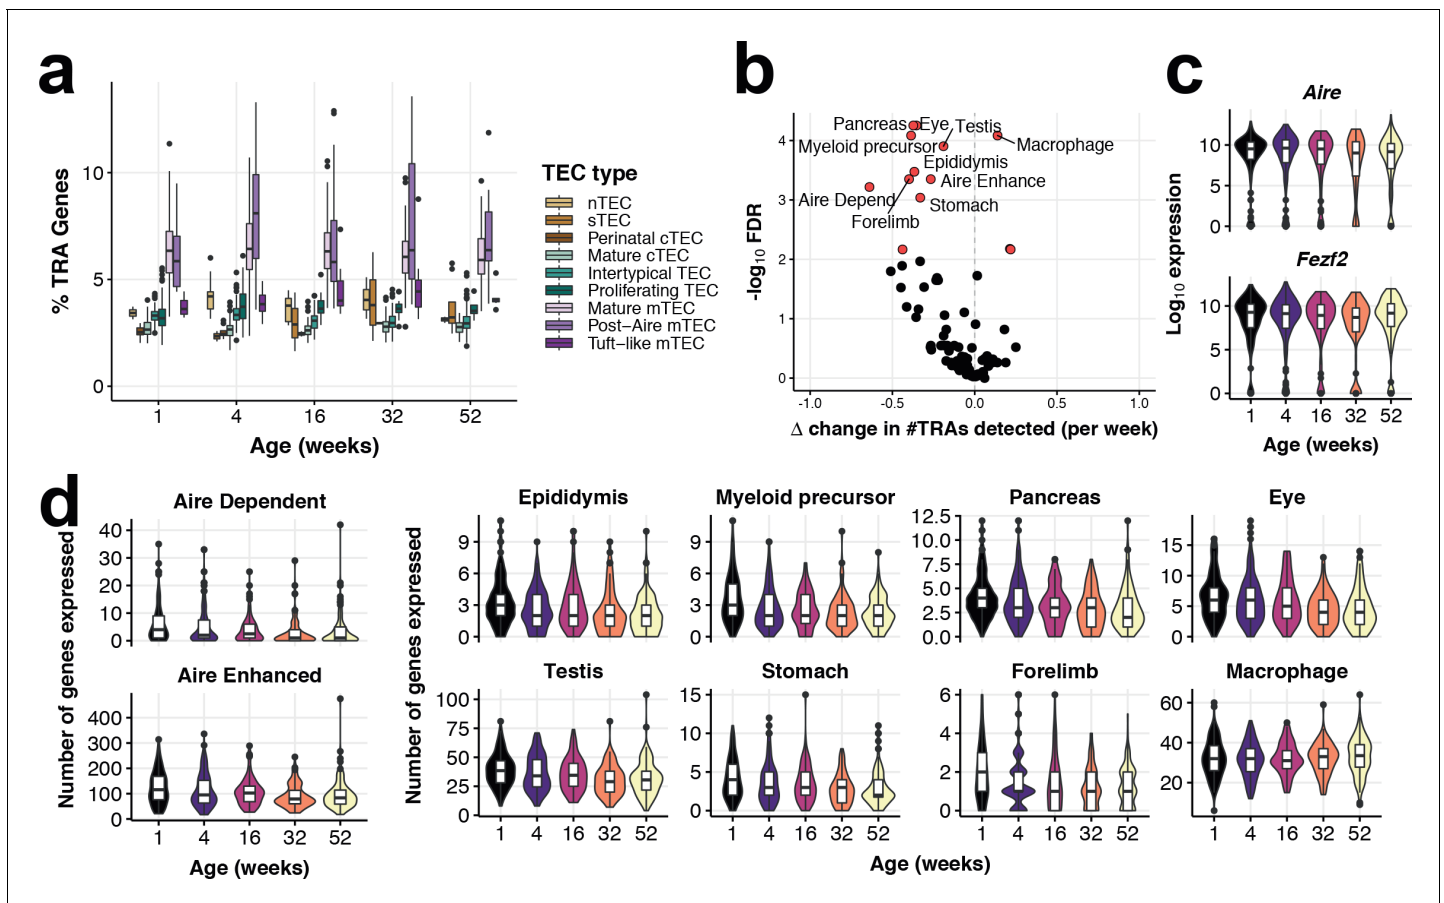 a
% TRA Genes
10
5
0
1 4 16 32 52
Age (weeks)
TEC type
nTEC
sTEC
Perinatal cTEC
Mature cTEC
Intertypical TEC
Proliferating TEC
Mature mTEC
Post−Aire mTEC
Tuft−like mTEC
b
-log10 FDR
4
3
2
1
0
Pancreas
Eye
Testis
Macrophage
Myeloid precursor
Epididymis
Aire Enhance
Aire Depend
Stomach
Forelimb
-1.0 -0.5 0.0 0.5 1.0
Δ change in #TRAs detected (per week)
c
Log10 expression
Aire
10
5
0
Fezf2
10
5
0
1 4 16 32 52
Age (weeks)
d
Number of genes expressed
Aire Dependent
40
30
20
10
0
Aire Enhanced
400
300
200
100
0
1 4 16 32 52
Age (weeks)
Number of genes expressed
Epididymis
9
6
3
0
Myeloid precursor
9
6
3
0
Pancreas
12.5
10.0
7.5
5.0
2.5
0.0
Eye
15
10
5
0
Testis
100
75
50
25
0
1 4 16 32 52
Stomach
15
10
5
0
1 4 16 32 52
Forelimb
6
4
2
0
1 4 16 32 52
Macrophage
60
40
20
1 4 16 32 52
Age (weeks)